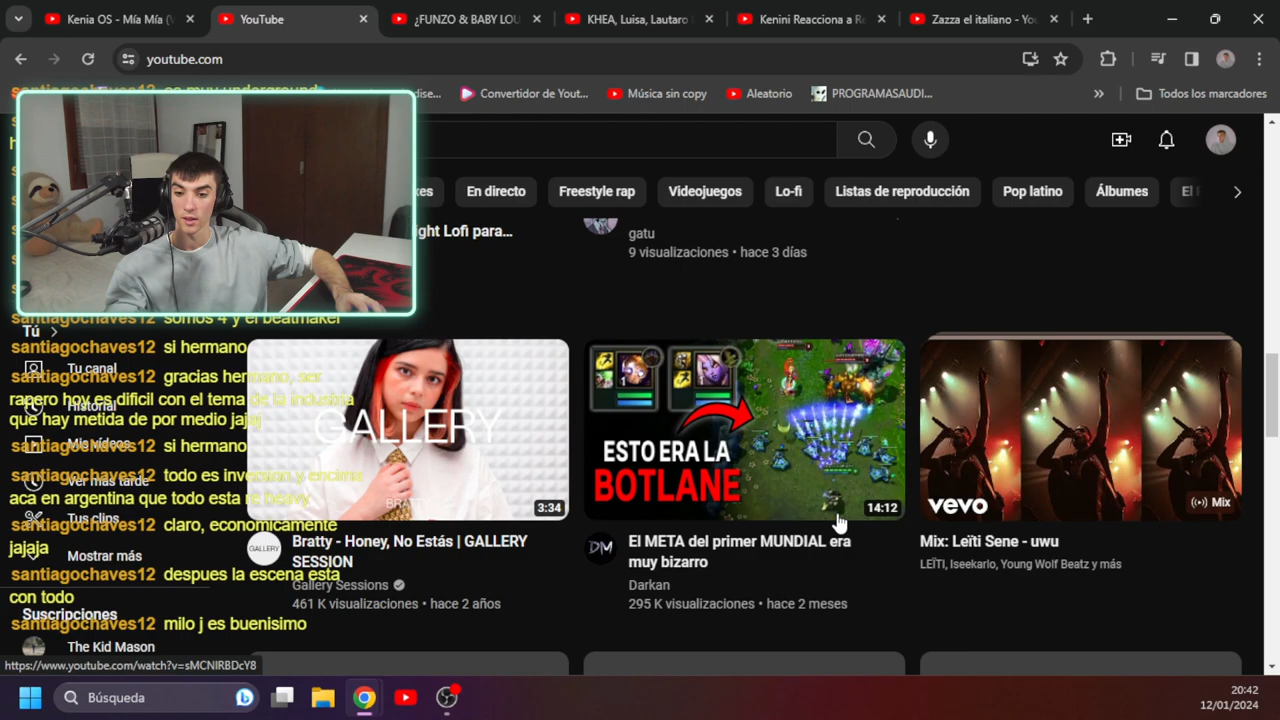 Kenia OS - Mía Mía (
YouTube
¿FUNZO & BABY LOU
KHEA, Luisa, Lautaro
Kenini Reacciona a Re
Zazza el italiano - You
youtube.com
Convertidor de Yout...
Música sin copy
Aleatorio
PROGRAMASAUDI...
»
Todos los marcadores
En directo
Freestyle rap
Videojuegos
Lo-fi
Listas de reproducción
Pop latino
Álbumes
ght Lofi para...
gatu
9 visualizaciones • hace 3 días
santiagochaves12 somos 4 y el beatmaker
Tú
santiagochaves12 si hermano
Tu canal
santiagochaves12 gracias hermano, ser
rapero hoy es dificil con el tema de la industria
Historial
que hay metida de por medio jaja
santiagochaves12 si hermano
Mis vídeos
santiagochaves12 todo es inversion y encima
Ver más tarde
aca en argentina que todo esta re heavy
Tus clips
santiagochaves12 claro, economicamente
jajaja
Mostrar más
santiagochaves12 despues la escena esta
con todo
Suscripciones
santiagochaves12 milo j es buenisimo
The Kid Mason
GALLERY
3:34
GALLERY
Bratty - Honey, No Estás | GALLERY
SESSION
Gallery Sessions
461 K visualizaciones • hace 2 años
1
ESTO ERA LA
BOTLANE
14:12
DM
El META del primer MUNDIAL era
muy bizarro
Darkan
295 K visualizaciones • hace 2 meses
vevo
Mix
Mix: Leïti Sene - uwu
LEÏTI, Iseekarlo, Young Wolf Beatz y más
https://www.youtube.com/watch?v=sMCNlRBDcY8
Búsqueda
20:42
12/01/2024